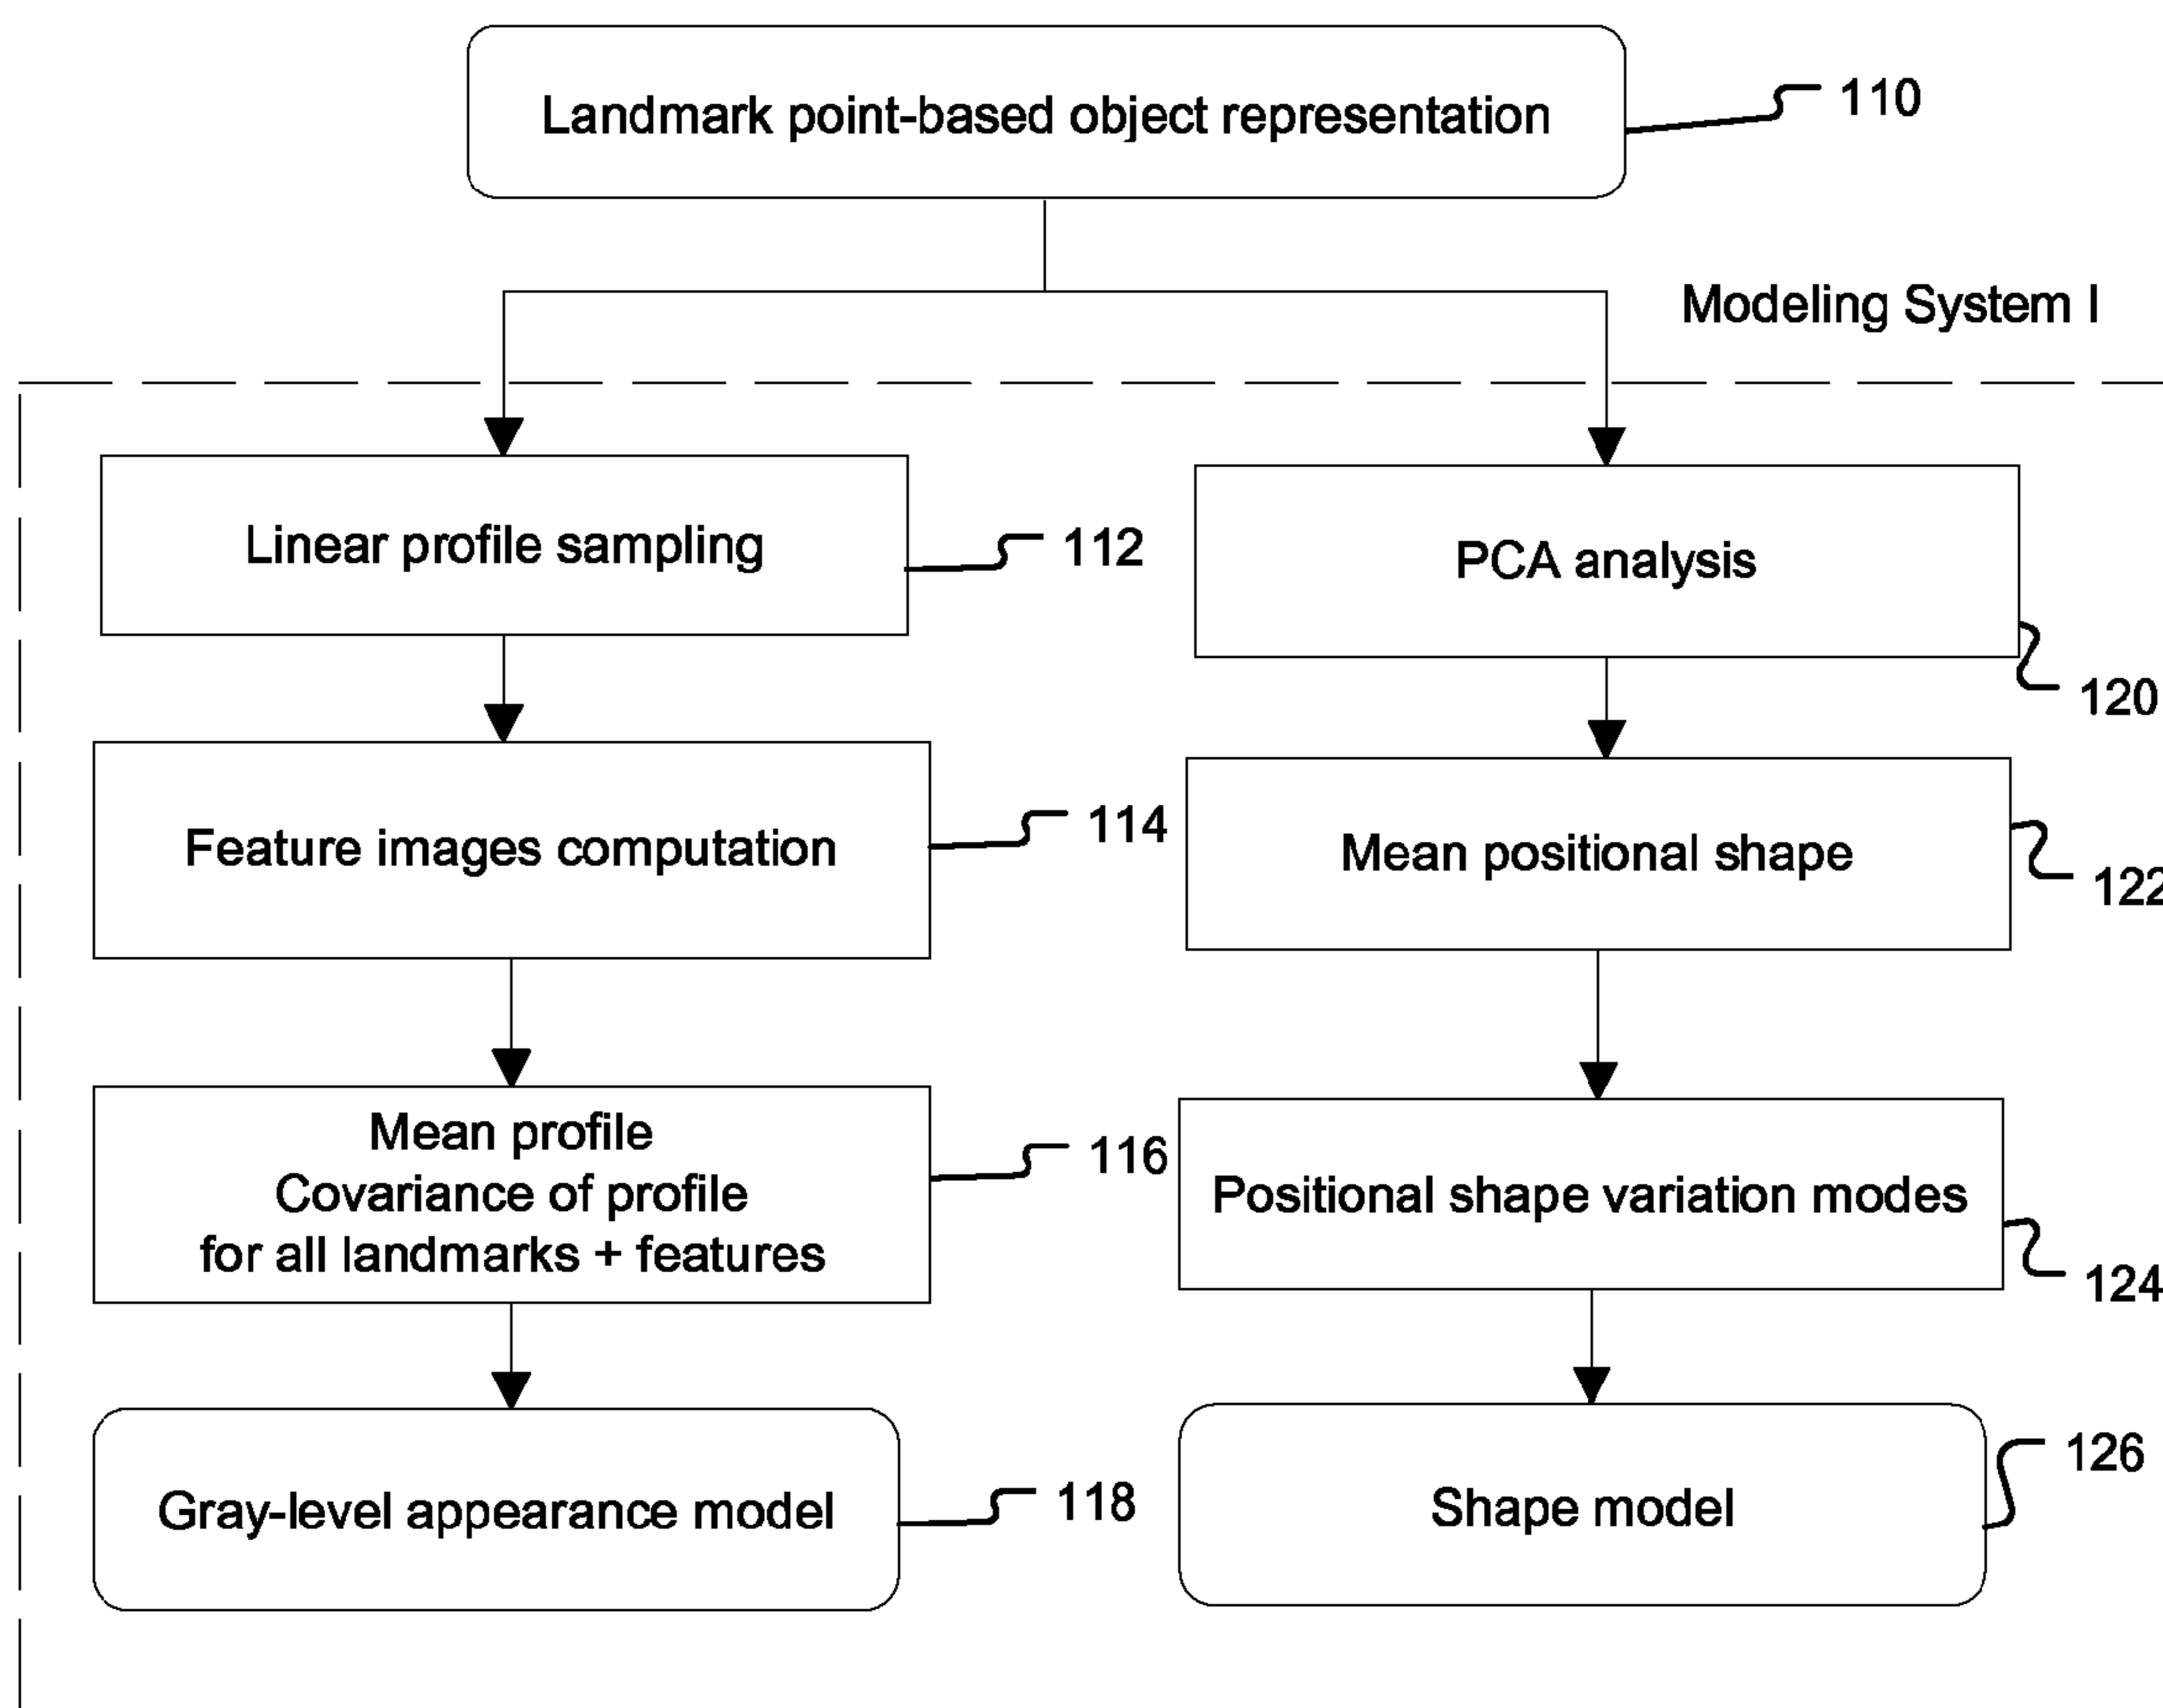 Landmark point-based object representation
110
Modeling System I
Linear profile sampling
112
PCA analysis
120
Feature images computation
114
Mean positional shape
122
Mean profile
Covariance of profile
for all landmarks + features
116
Positional shape variation modes
124
Gray-level appearance model
118
Shape model
126